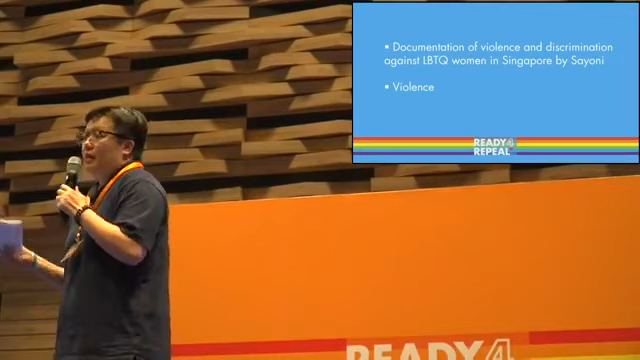 ▪ Documentation of violence and discrimination
against LBTQ women in Singapore by Sayoni
▪ Violence
READY4
REPEAL
READY4